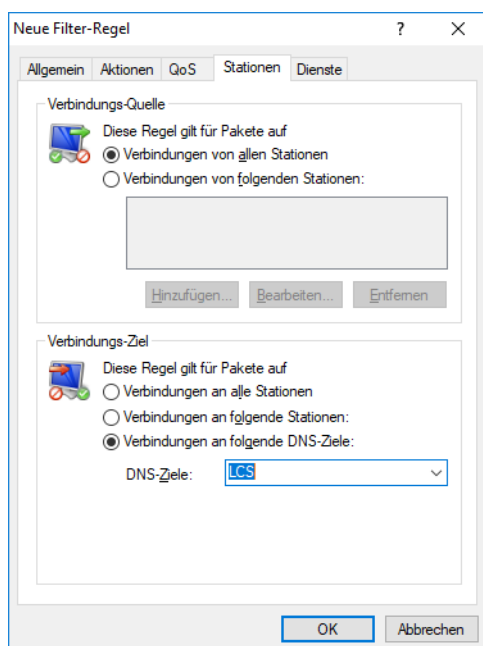 Neue Filter-Regel ?
Allgemein Aktionen QoS Stationen Dienste
Verbindungs-Quelle
Diese Regel gilt für Pakete auf
Verbindungen von allen Stationen
Verbindungen von folgenden Stationen:
Hinzufügen... Bearbeiten... Entfernen
Verbindungs-Ziel
Diese Regel gilt für Pakete auf
Verbindungen an alle Stationen
Verbindungen an folgende Stationen:
Verbindungen an folgende DNS-Ziele:
DNS-Ziele: LCS
OK Abbrechen